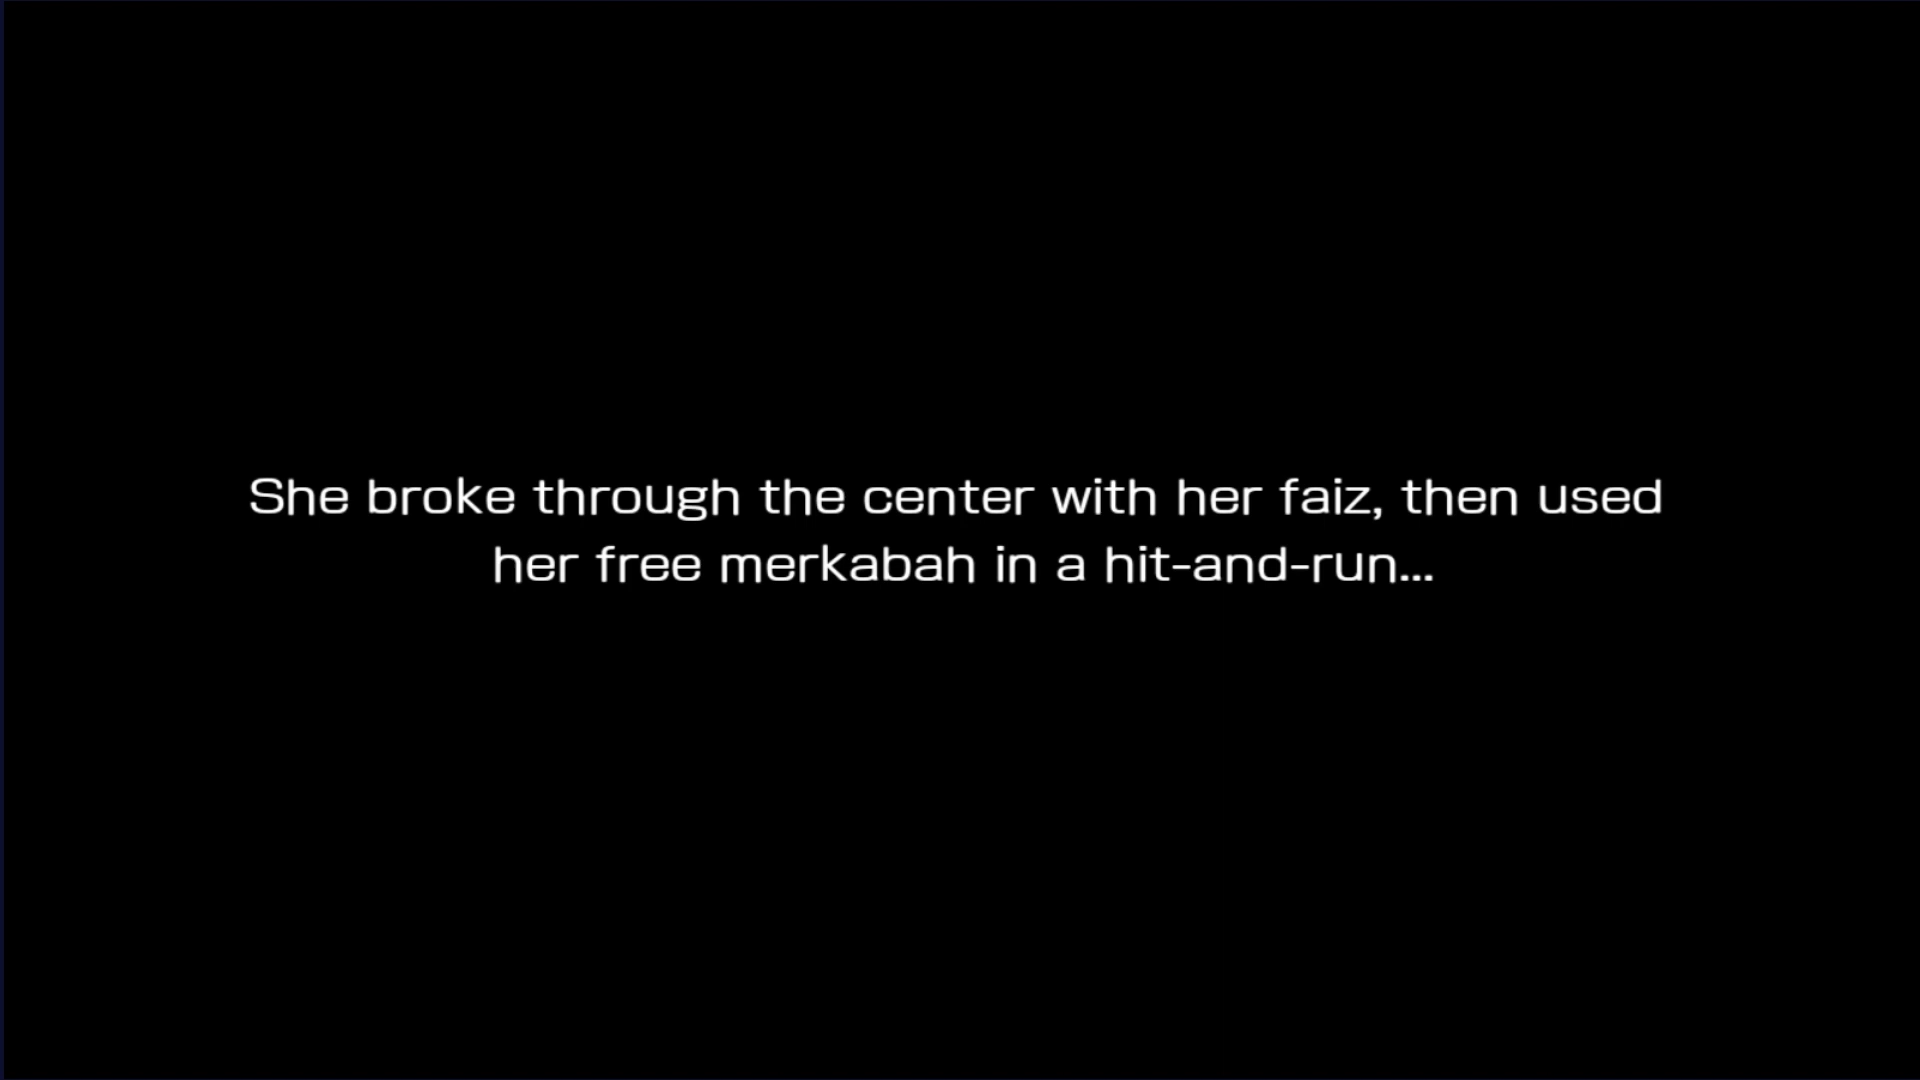 She broke through the center with her faiz, then used
her free merkabah in a hit-and-run...